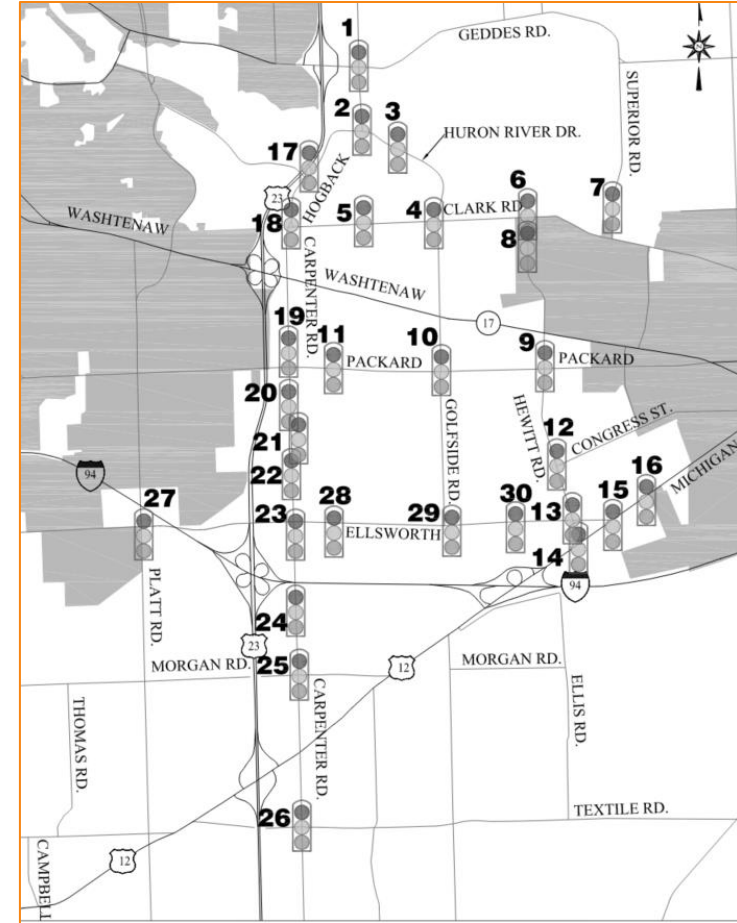 1
GEDDES RD.
N
SUPERIOR RD.
2
3
HURON RIVER DR.
17
HOGBACK
23
6
7
18
5
4
CLARK RD
WASHTENAW
8
CARPENTER RD.
WASHTENAW
17
19
11
PACKARD
10
9
PACKARD
20
21
GOLFSIDE RD.
HEWITT RD.
12
CONGRESS ST.
MICHIGAN
94
22
16
27
23
28
ELLSWORTH
29
30
13
15
14
94
PLATT RD.
24
23
MORGAN RD.
25
12
MORGAN RD.
THOMAS RD.
CARPENTER RD.
ELLIS RD.
26
TEXTILE RD.
12
CAMPBELL